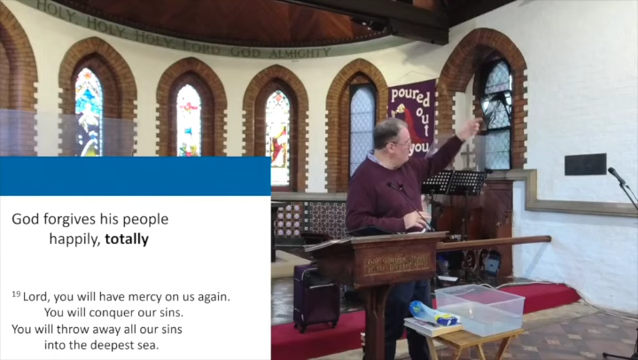 HOLY, HOLY, HOLY, LORD GOD ALMIGHTY
poured
out
you
God forgives his people
happily, totally
19 Lord, you will have mercy on us again.
You will conquer our sins.
You will throw away all our sins
into the deepest sea.